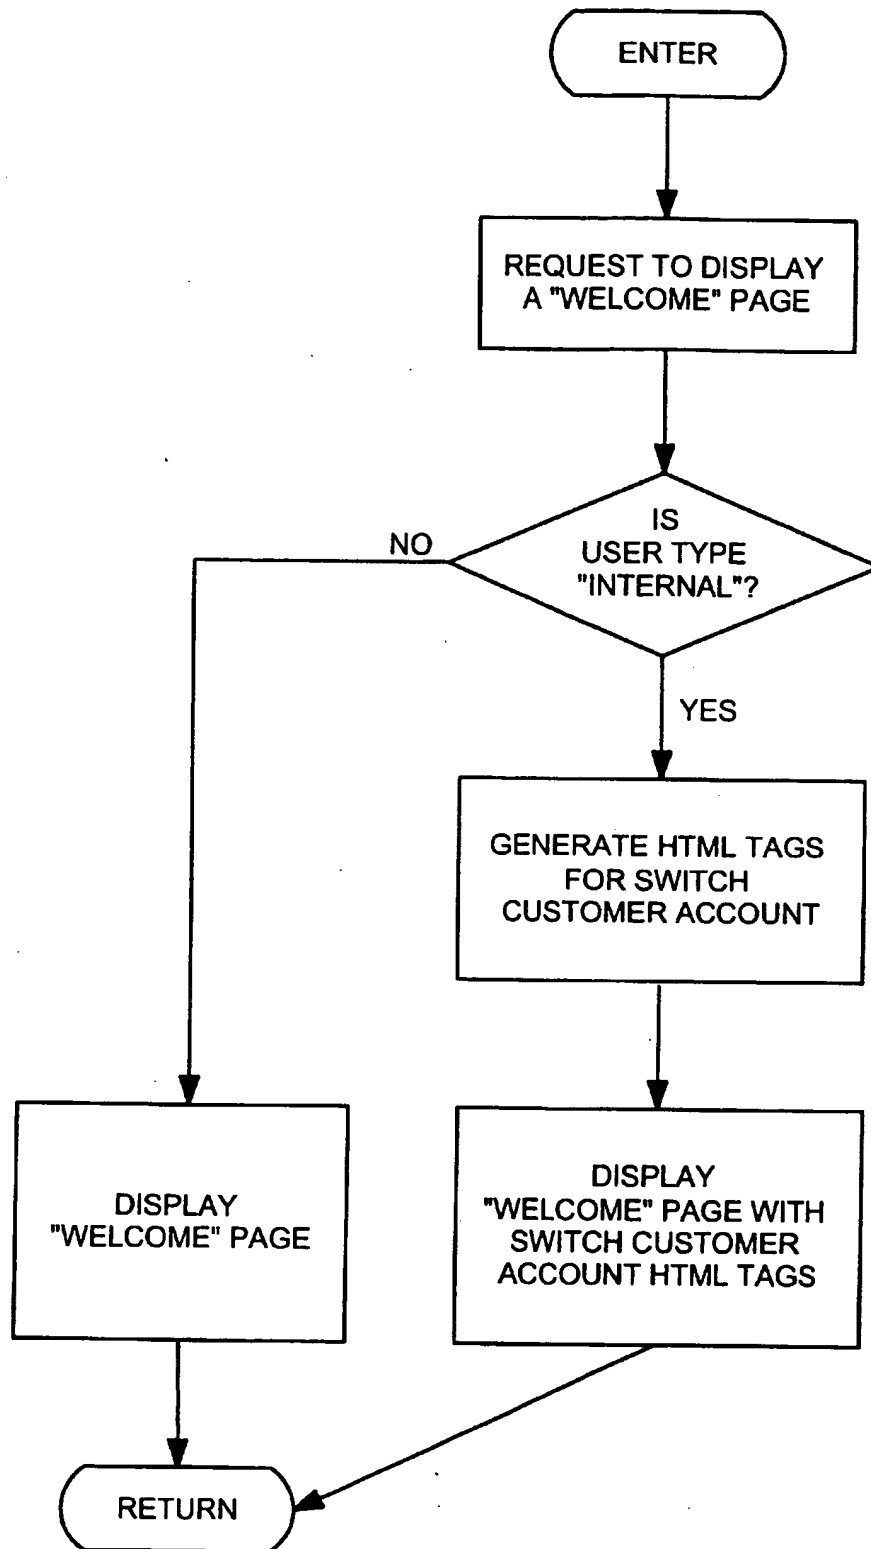 ENTER
REQUEST TO DISPLAY
A "WELCOME" PAGE
IS
USER TYPE
"INTERNAL"?
NO
YES
GENERATE HTML TAGS
FOR SWITCH
CUSTOMER ACCOUNT
DISPLAY
"WELCOME" PAGE
DISPLAY
"WELCOME" PAGE WITH
SWITCH CUSTOMER
ACCOUNT HTML TAGS
RETURN